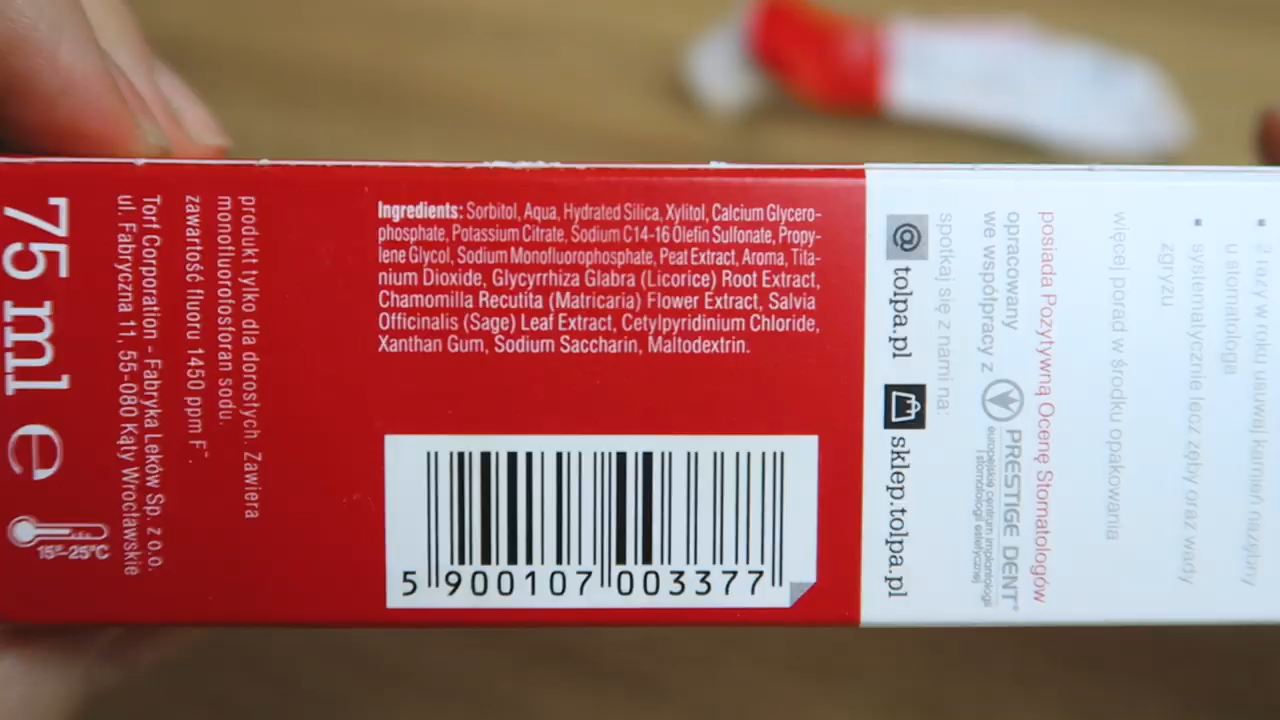 75 ml e
15°-25°C
Torf Corporation - Fabryka Leków Sp. z o.o.
ul. Fabryczna 11, 55-080 Kąty Wrocławskie
produkt tylko dla dorosłych. Zawiera
monofluorofosforan sodu.
zawartość fluoru 1450 ppm F⁻.
Ingredients: Sorbitol, Aqua, Hydrated Silica, Xylitol, Calcium Glycero-
phosphate, Potassium Citrate, Sodium C14-16 Olefin Sulfonate, Propy-
lene Glycol, Sodium Monofluorophosphate, Peat Extract, Aroma, Tita-
nium Dioxide, Glycyrrhiza Glabra (Licorice) Root Extract,
Chamomilla Recutita (Matricaria) Flower Extract, Salvia
Officinalis (Sage) Leaf Extract, Cetylpyridinium Chloride,
Xanthan Gum, Sodium Saccharin, Maltodextrin.
5 900107 003377
▪ 2 razy w roku usuwaj kamień nazębny
u stomatologa
▪ systematycznie lecz zęby oraz wady
zgryzu
więcej porad w środku opakowania
posiada Pozytywną Ocenę Stomatologów
opracowany
we współpracy z
PRESTIGE DENT®
europejskie centrum implantologii
i stomatologii estetycznej
spotkaj się z nami na:
@ tolpa.pl
sklep.tolpa.pl